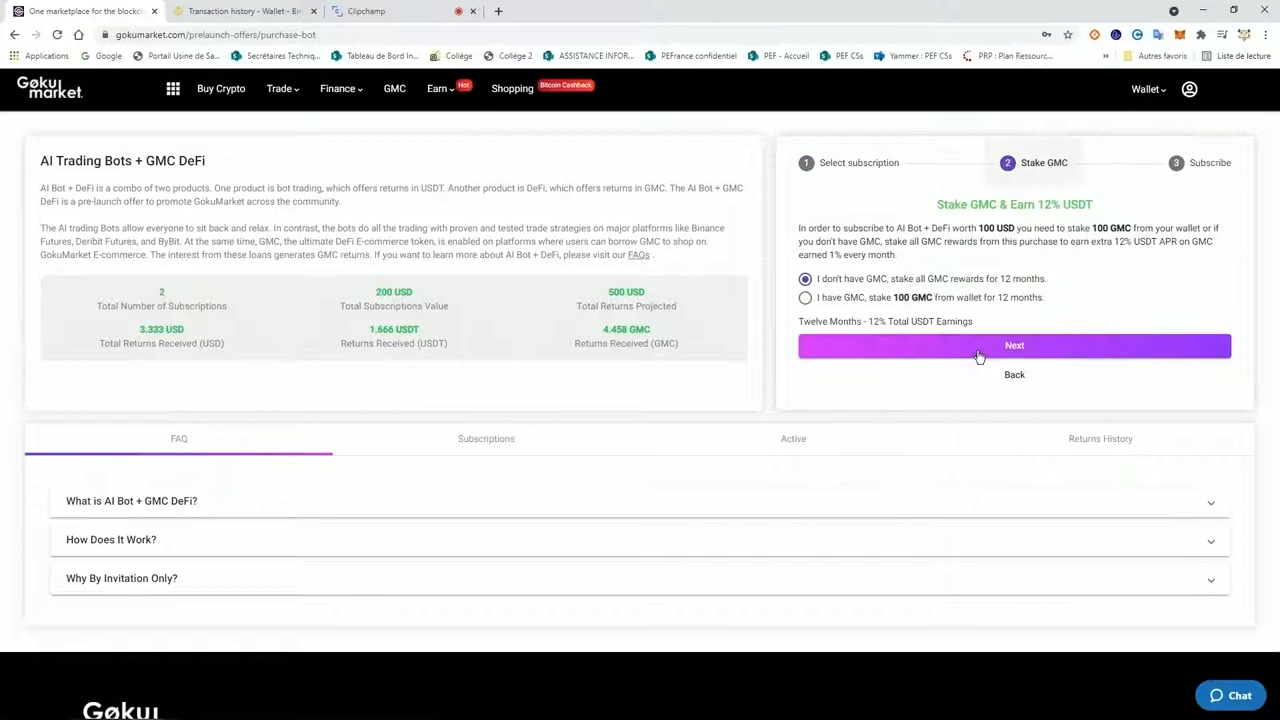 One marketplace for the blockch
Transaction history - Wallet - Bin
Clipchamp
gokumarket.com/prelaunch-offers/purchase-bot
Applications
Google
Portail Usine de Sa...
Secrétaires Techniq...
Tableau de Bord In...
Collège
Collège 2
ASSISTANCE INFOR...
PEFrance confidentiel
PEF - Accueil
PEF CSs
Yammer : PEF CSs
PRP : Plan Ressourc...
Autres favoris
Liste de lecture
Gøku market.
Buy Crypto
Trade
Finance
GMC
Earn
Hot
Shopping
Bitcoin Cashback
Wallet
AI Trading Bots + GMC DeFi
AI Bot + DeFi is a combo of two products. One product is bot trading, which offers returns in USDT. Another product is DeFi, which offers returns in GMC. The AI Bot + GMC
DeFi is a pre-launch offer to promote GokuMarket across the community.
The AI trading Bots allow everyone to sit back and relax. In contrast, the bots do all the trading with proven and tested trade strategies on major platforms like Binance
Futures, Deribit Futures, and ByBit. At the same time, GMC, the ultimate DeFi E-commerce token, is enabled on platforms where users can borrow GMC to shop on
GokuMarket E-commerce. The interest from these loans generates GMC returns. If you want to learn more about AI Bot + DeFi, please visit our FAQs .
2
200 USD
500 USD
Total Number of Subscriptions
Total Subscriptions Value
Total Returns Projected
3.333 USD
1.666 USDT
4.458 GMC
Total Returns Received (USD)
Returns Received (USDT)
Returns Received (GMC)
1 Select subscription
2 Stake GMC
3 Subscribe
Stake GMC & Earn 12% USDT
In order to subscribe to AI Bot + DeFi worth 100 USD you need to stake 100 GMC from your wallet or if
you don't have GMC, stake all GMC rewards from this purchase to earn extra 12% USDT APR on GMC
earned 1% every month.
I don't have GMC, stake all GMC rewards for 12 months.
I have GMC, stake 100 GMC from wallet for 12 months.
Twelve Months - 12% Total USDT Earnings
Next
Back
FAQ
Subscriptions
Active
Returns History
What is AI Bot + GMC DeFi?
How Does It Work?
Why By Invitation Only?
Gøku
Chat